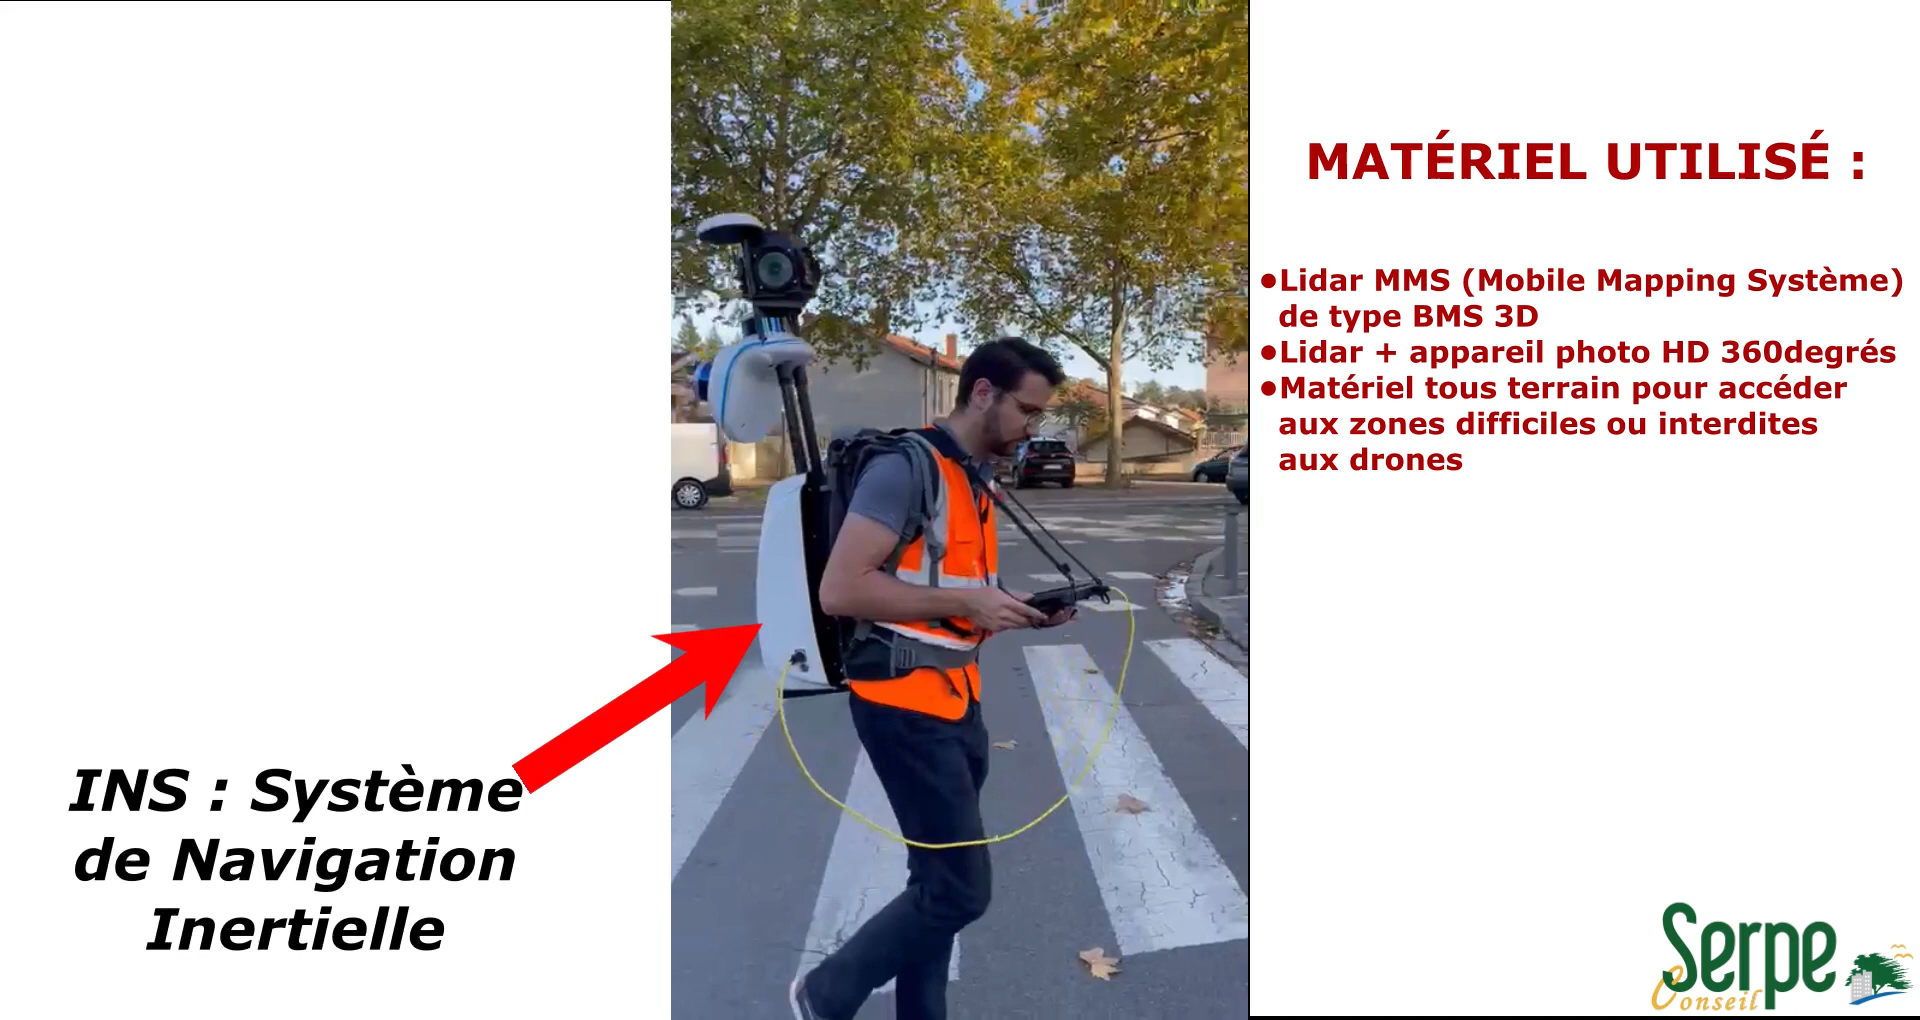 INS : Système
de Navigation
Inertielle
MATÉRIEL UTILISÉ :
•Lidar MMS (Mobile Mapping Système)
de type BMS 3D
•Lidar + appareil photo HD 360degrés
•Matériel tous terrain pour accéder
aux zones difficiles ou interdites
aux drones
Serpe
Conseil